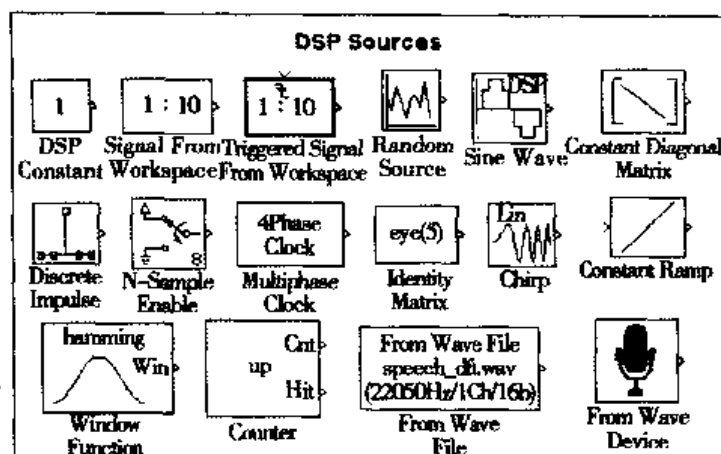 DSP Sources
1
DSP
Constant
1 : 10
Signal From
Workspace
1 : 10
Triggered Signal
From Workspace
Random
Source
DSP
Sine Wave
Constant Diagonal
Matrix
Discrete
Impulse
8
N-Sample
Enable
4Phase
Clock
Multiphase
Clock
eye(5)
Identity
Matrix
Lin
Chirp
Constant Ramp
hamming
Win
Window
Function
Cnt
up
Hit
Counter
From Wave File
speech_dft.wav
(22050Hz/1Ch/16b)
From Wave
File
From Wave
Device